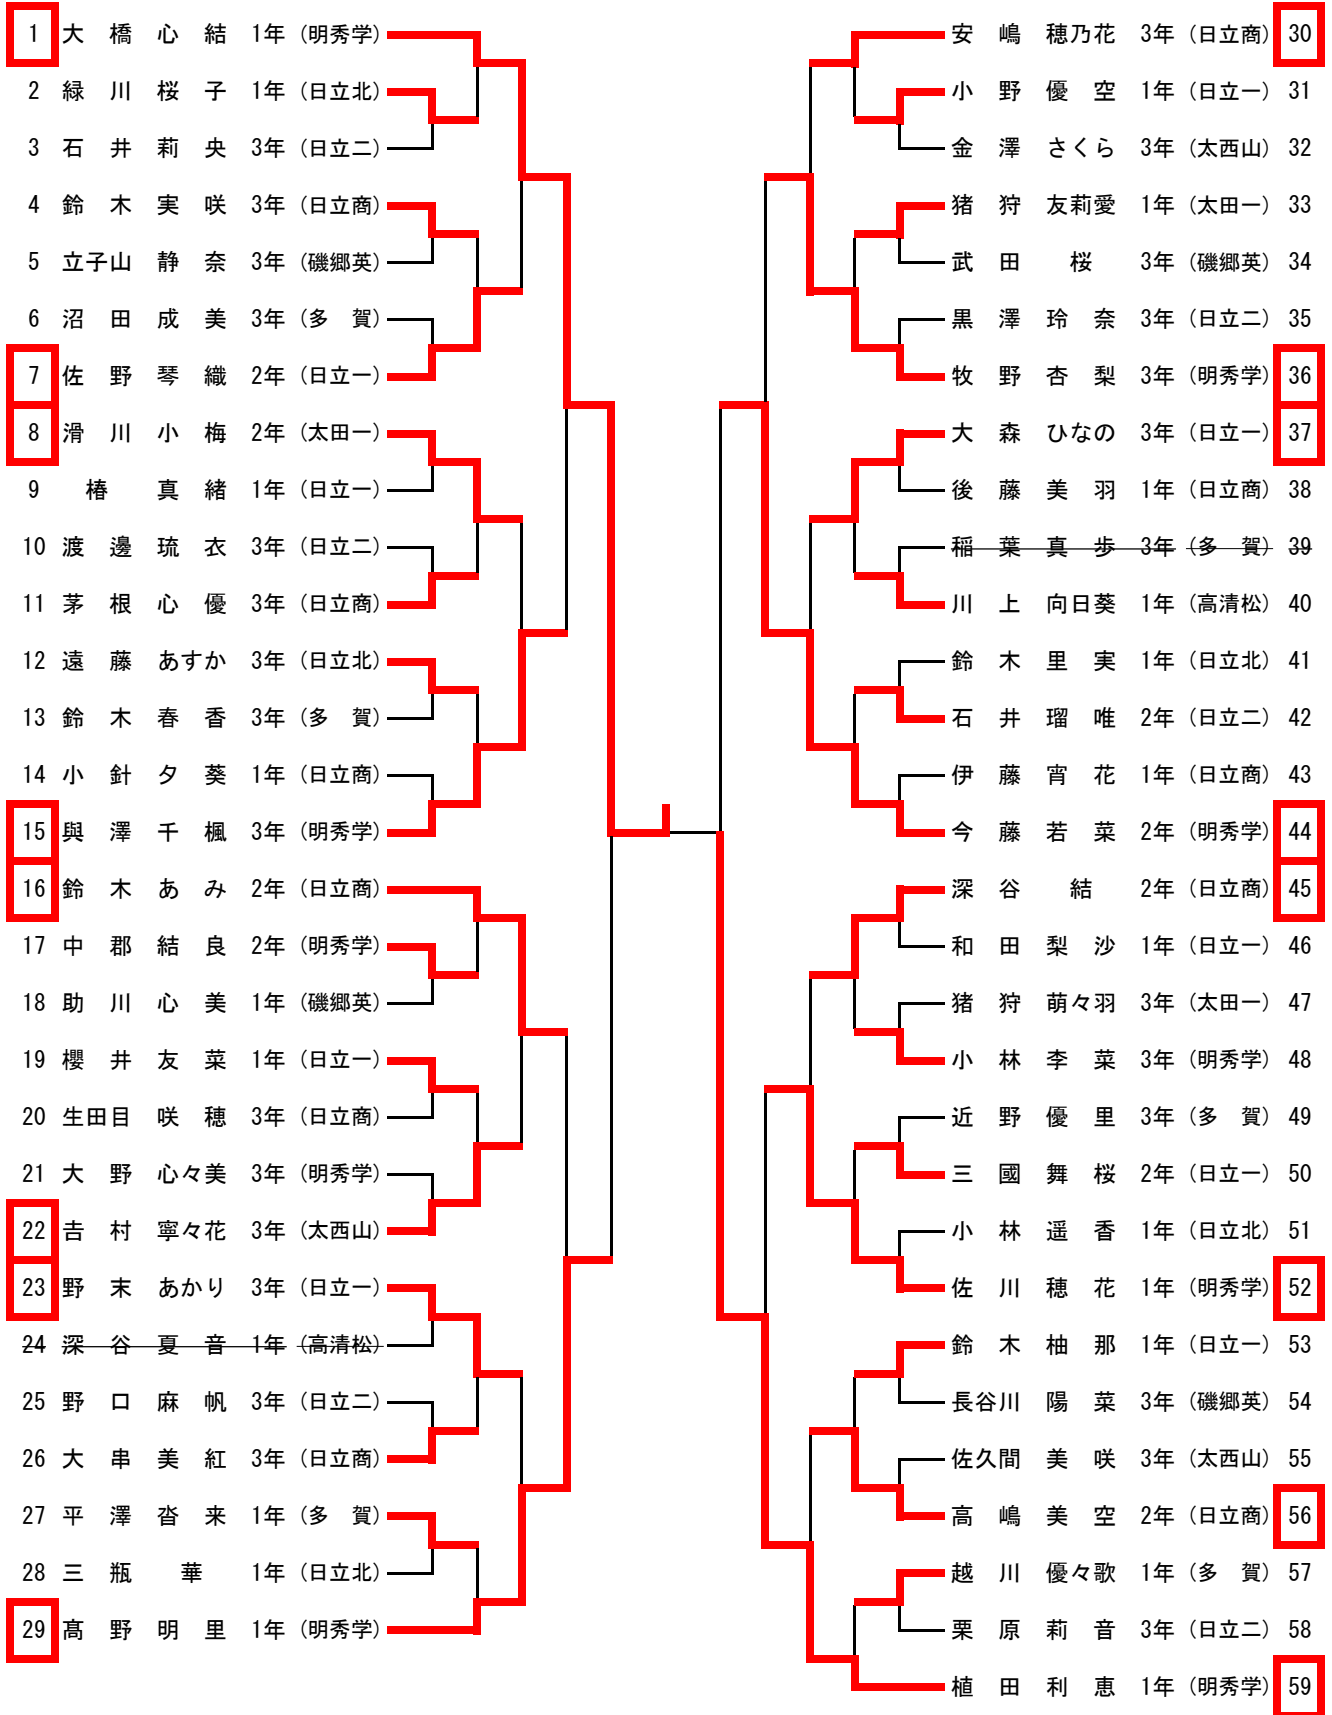 1 大橋心結 1年 (明秀学)
2 緑川桜子 1年 (日立北)
3 石井莉央 3年 (日立二)
4 鈴木実咲 3年 (日立商)
5 立子山静奈 3年 (磯郷英)
6 沼田成美 3年 (多賀)
7 佐野琴織 2年 (日立一)
8 滑川小梅 2年 (太田一)
9 椿真緒 1年 (日立一)
10 渡邊琉衣 3年 (日立二)
11 茅根心優 3年 (日立商)
12 遠藤あすか 3年 (日立北)
13 鈴木春香 3年 (多賀)
14 小針夕葵 1年 (日立商)
15 與澤千楓 3年 (明秀学)
16 鈴木あみ 2年 (日立商)
17 中郡結良 2年 (明秀学)
18 助川心美 1年 (磯郷英)
19 櫻井友菜 1年 (日立一)
20 生田目咲穂 3年 (日立商)
21 大野心々美 3年 (明秀学)
22 𠮷村寧々花 3年 (太西山)
23 野末あかり 3年 (日立一)
24 深谷夏音 1年 (高清松)
25 野口麻帆 3年 (日立二)
26 大串美紅 3年 (日立商)
27 平澤沓来 1年 (多賀)
28 三瓶華 1年 (日立北)
29 髙野明里 1年 (明秀学)
安嶋穂乃花 3年 (日立商) 30
小野優空 1年 (日立一) 31
金澤さくら 3年 (太西山) 32
猪狩友莉愛 1年 (太田一) 33
武田桜 3年 (磯郷英) 34
黒澤玲奈 3年 (日立二) 35
牧野杏梨 3年 (明秀学) 36
大森ひなの 3年 (日立一) 37
後藤美羽 1年 (日立商) 38
稲葉真歩 3年 (多賀) 39
川上向日葵 1年 (高清松) 40
鈴木里実 1年 (日立北) 41
石井瑠唯 2年 (日立二) 42
伊藤宵花 1年 (日立商) 43
今藤若菜 2年 (明秀学) 44
深谷結 2年 (日立商) 45
和田梨沙 1年 (日立一) 46
猪狩萌々羽 3年 (太田一) 47
小林李菜 3年 (明秀学) 48
近野優里 3年 (多賀) 49
三國舞桜 2年 (日立一) 50
小林遥香 1年 (日立北) 51
佐川穂花 1年 (明秀学) 52
鈴木柚那 1年 (日立一) 53
長谷川陽菜 3年 (磯郷英) 54
佐久間美咲 3年 (太西山) 55
高嶋美空 2年 (日立商) 56
越川優々歌 1年 (多賀) 57
栗原莉音 3年 (日立二) 58
植田利恵 1年 (明秀学) 59